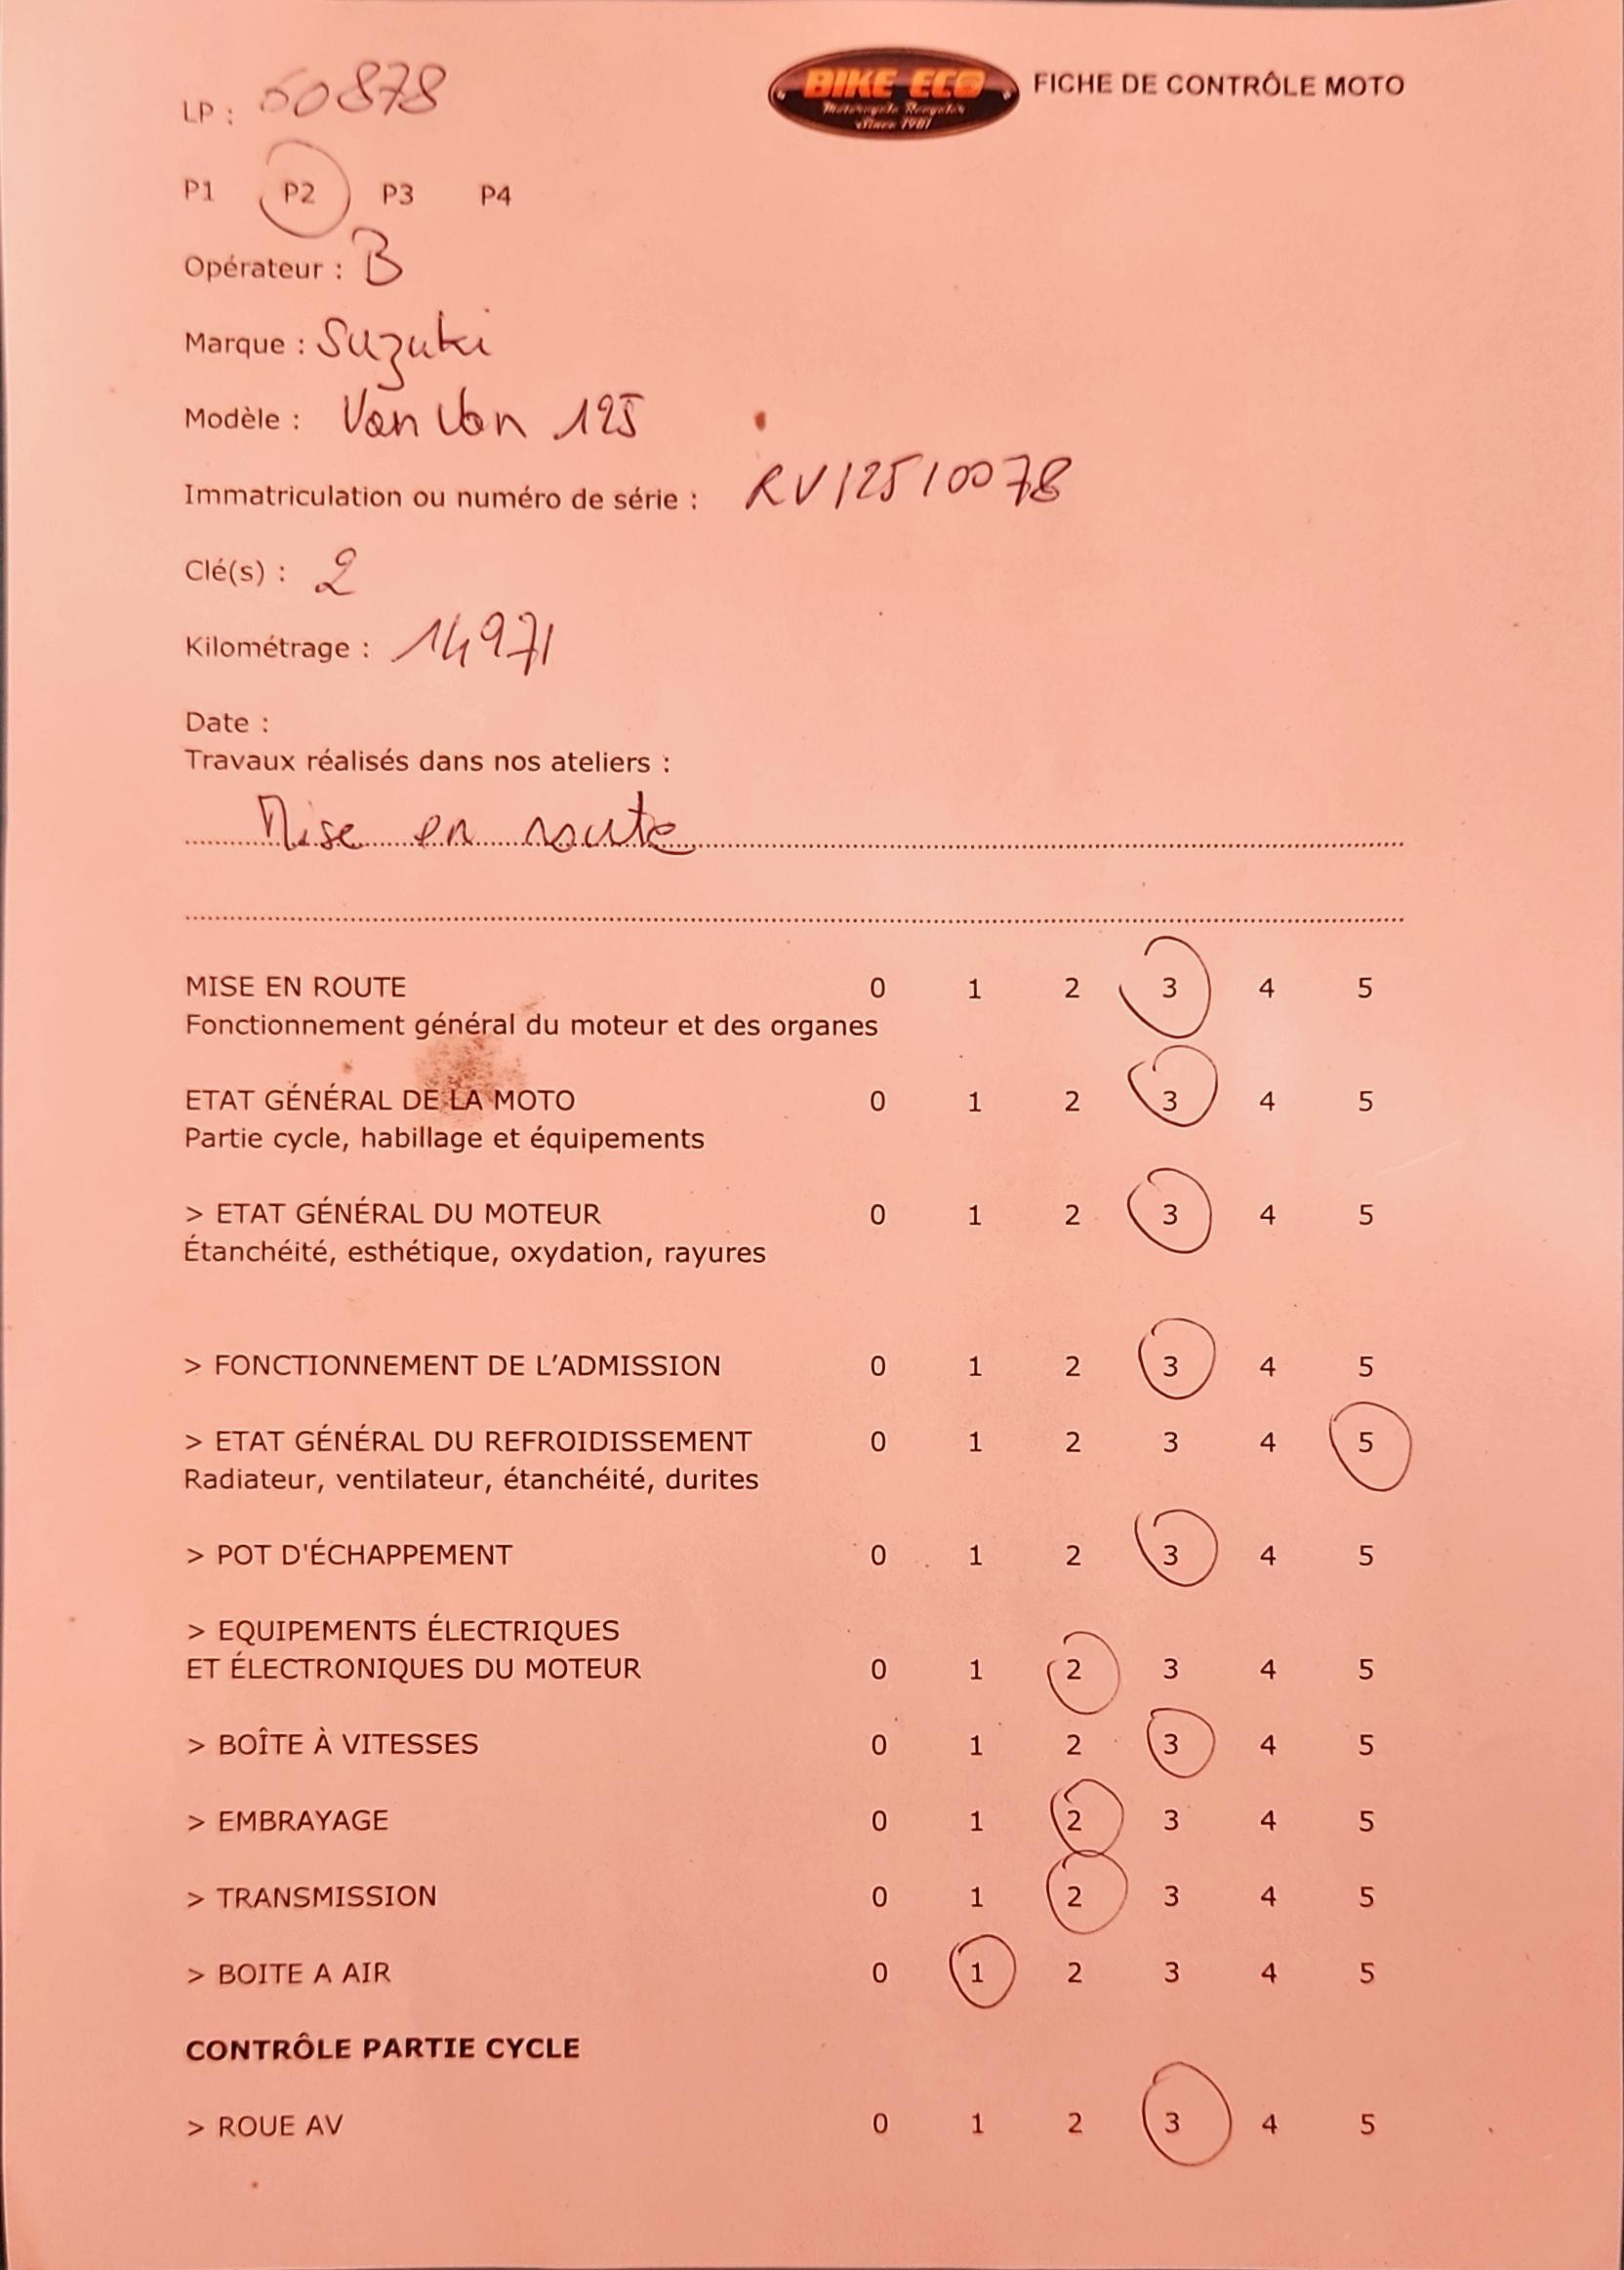 LP : 50878
BIKE ECO
Motorcycle Recycler
Since 1981
FICHE DE CONTRÔLE MOTO
P1 P2 P3 P4
Opérateur : B
Marque : Suzuki
Modèle : Van Van 125
Immatriculation ou numéro de série : RV12510078
Clé(s) : 2
Kilométrage : 14971
Date :
Travaux réalisés dans nos ateliers :
Mise en route
MISE EN ROUTE 0 1 2 3 4 5
Fonctionnement général du moteur et des organes
ETAT GÉNÉRAL DE LA MOTO 0 1 2 3 4 5
Partie cycle, habillage et équipements
> ETAT GÉNÉRAL DU MOTEUR 0 1 2 3 4 5
Étanchéité, esthétique, oxydation, rayures
> FONCTIONNEMENT DE L'ADMISSION 0 1 2 3 4 5
> ETAT GÉNÉRAL DU REFROIDISSEMENT 0 1 2 3 4 5
Radiateur, ventilateur, étanchéité, durites
> POT D'ÉCHAPPEMENT 0 1 2 3 4 5
> EQUIPEMENTS ÉLECTRIQUES
ET ÉLECTRONIQUES DU MOTEUR 0 1 2 3 4 5
> BOÎTE À VITESSES 0 1 2 3 4 5
> EMBRAYAGE 0 1 2 3 4 5
> TRANSMISSION 0 1 2 3 4 5
> BOITE A AIR 0 1 2 3 4 5
CONTRÔLE PARTIE CYCLE
> ROUE AV 0 1 2 3 4 5